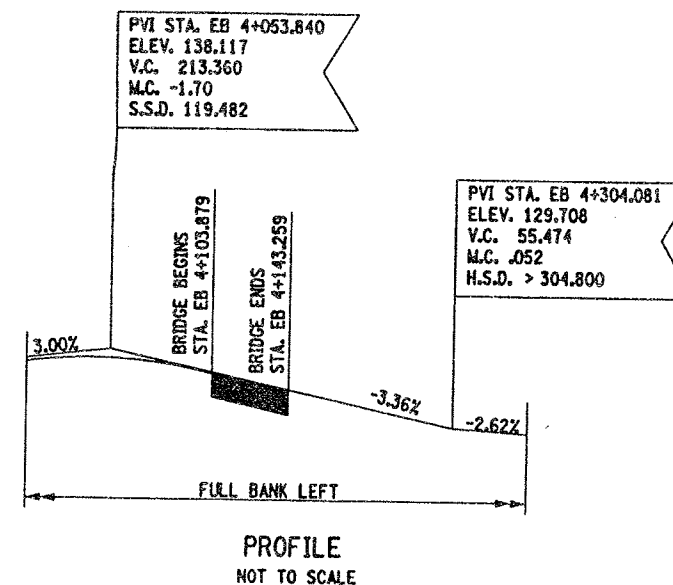 PVI STA. EB 4+053.840
ELEV. 138.117
V.C. 213.360
M.C. -1.70
S.S.D. 119.482
PVI STA. EB 4+304.081
ELEV. 129.708
V.C. 55.474
M.C. .052
H.S.D. > 304.800
BRIDGE BEGINS
STA. EB 4+103.879
BRIDGE ENDS
STA. EB 4+143.259
3.00%
-3.36%
-2.62%
FULL BANK LEFT
PROFILE
NOT TO SCALE